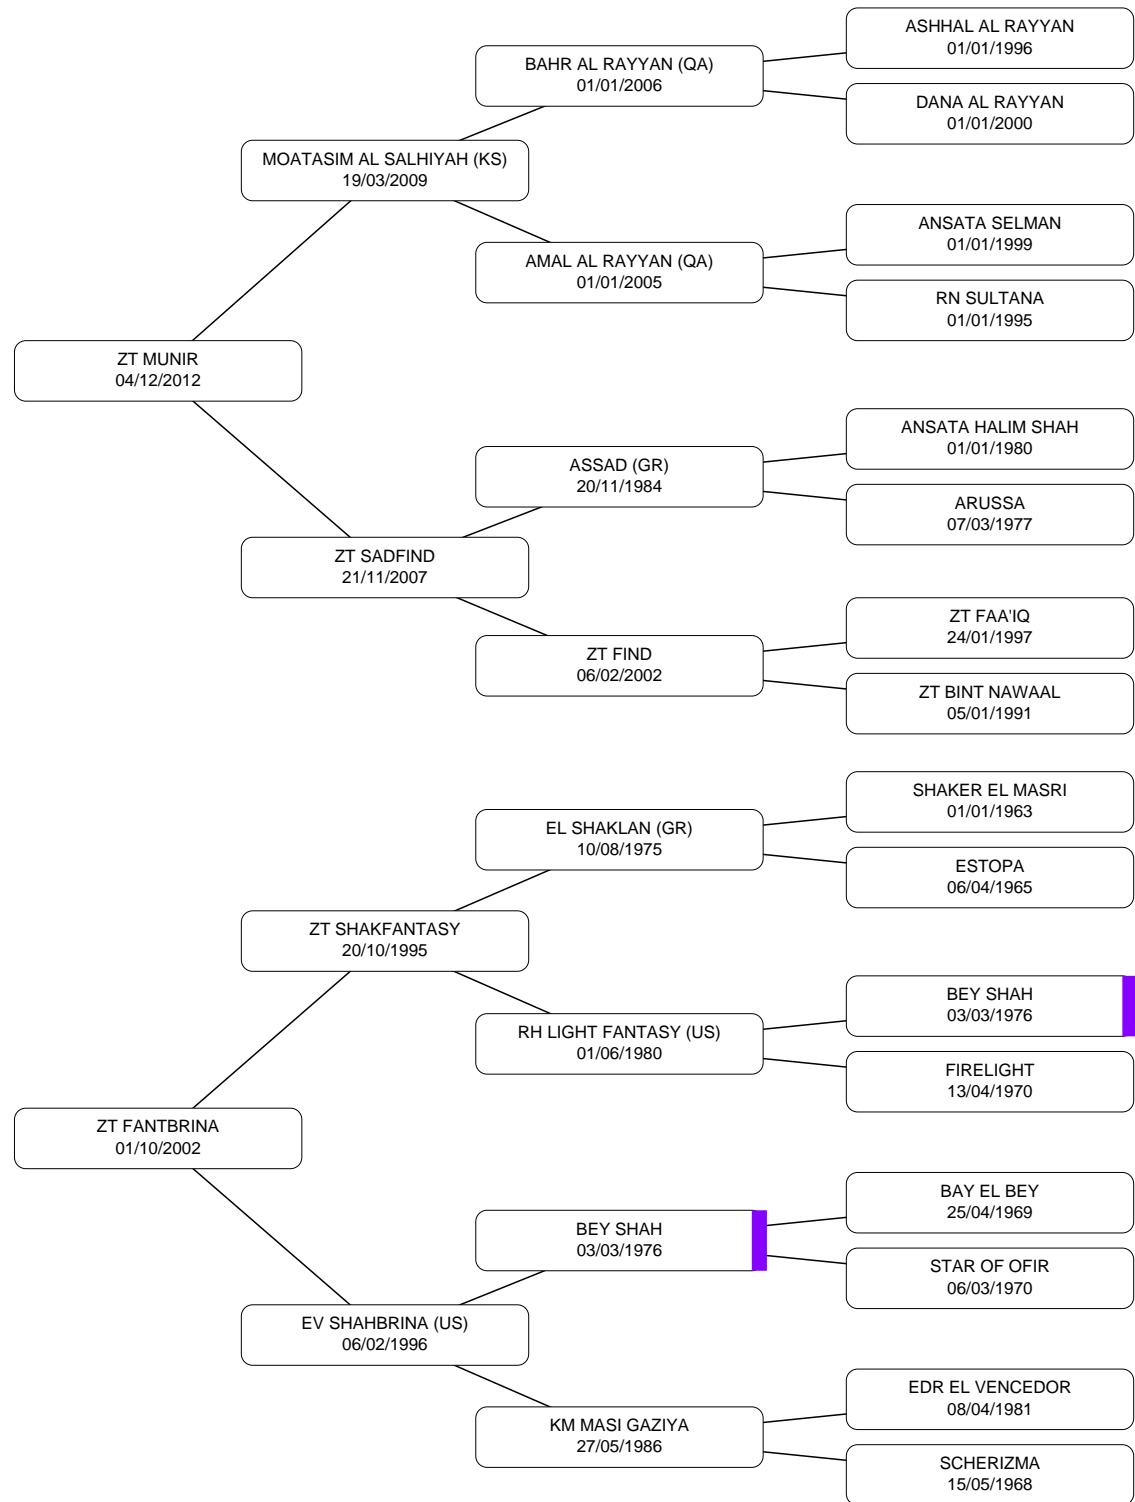 ASHHAL AL RAYYAN
01/01/1996
BAHR AL RAYYAN (QA)
01/01/2006
DANA AL RAYYAN
01/01/2000
MOATASIM AL SALHIYAH (KS)
19/03/2009
ANSATA SELMAN
01/01/1999
AMAL AL RAYYAN (QA)
01/01/2005
RN SULTANA
01/01/1995
ZT MUNIR
04/12/2012
ANSATA HALIM SHAH
01/01/1980
ASSAD (GR)
20/11/1984
ARUSSA
07/03/1977
ZT SADFIND
21/11/2007
ZT FAA'IQ
24/01/1997
ZT FIND
06/02/2002
ZT BINT NAWAAL
05/01/1991
SHAKER EL MASRI
01/01/1963
EL SHAKLAN (GR)
10/08/1975
ESTOPA
06/04/1965
ZT SHAKFANTASY
20/10/1995
BEY SHAH
03/03/1976
RH LIGHT FANTASY (US)
01/06/1980
FIRELIGHT
13/04/1970
ZT FANTBRINA
01/10/2002
BAY EL BEY
25/04/1969
BEY SHAH
03/03/1976
STAR OF OFIR
06/03/1970
EV SHAHBRINA (US)
06/02/1996
EDR EL VENCEDOR
08/04/1981
KM MASI GAZIYA
27/05/1986
SCHERIZMA
15/05/1968